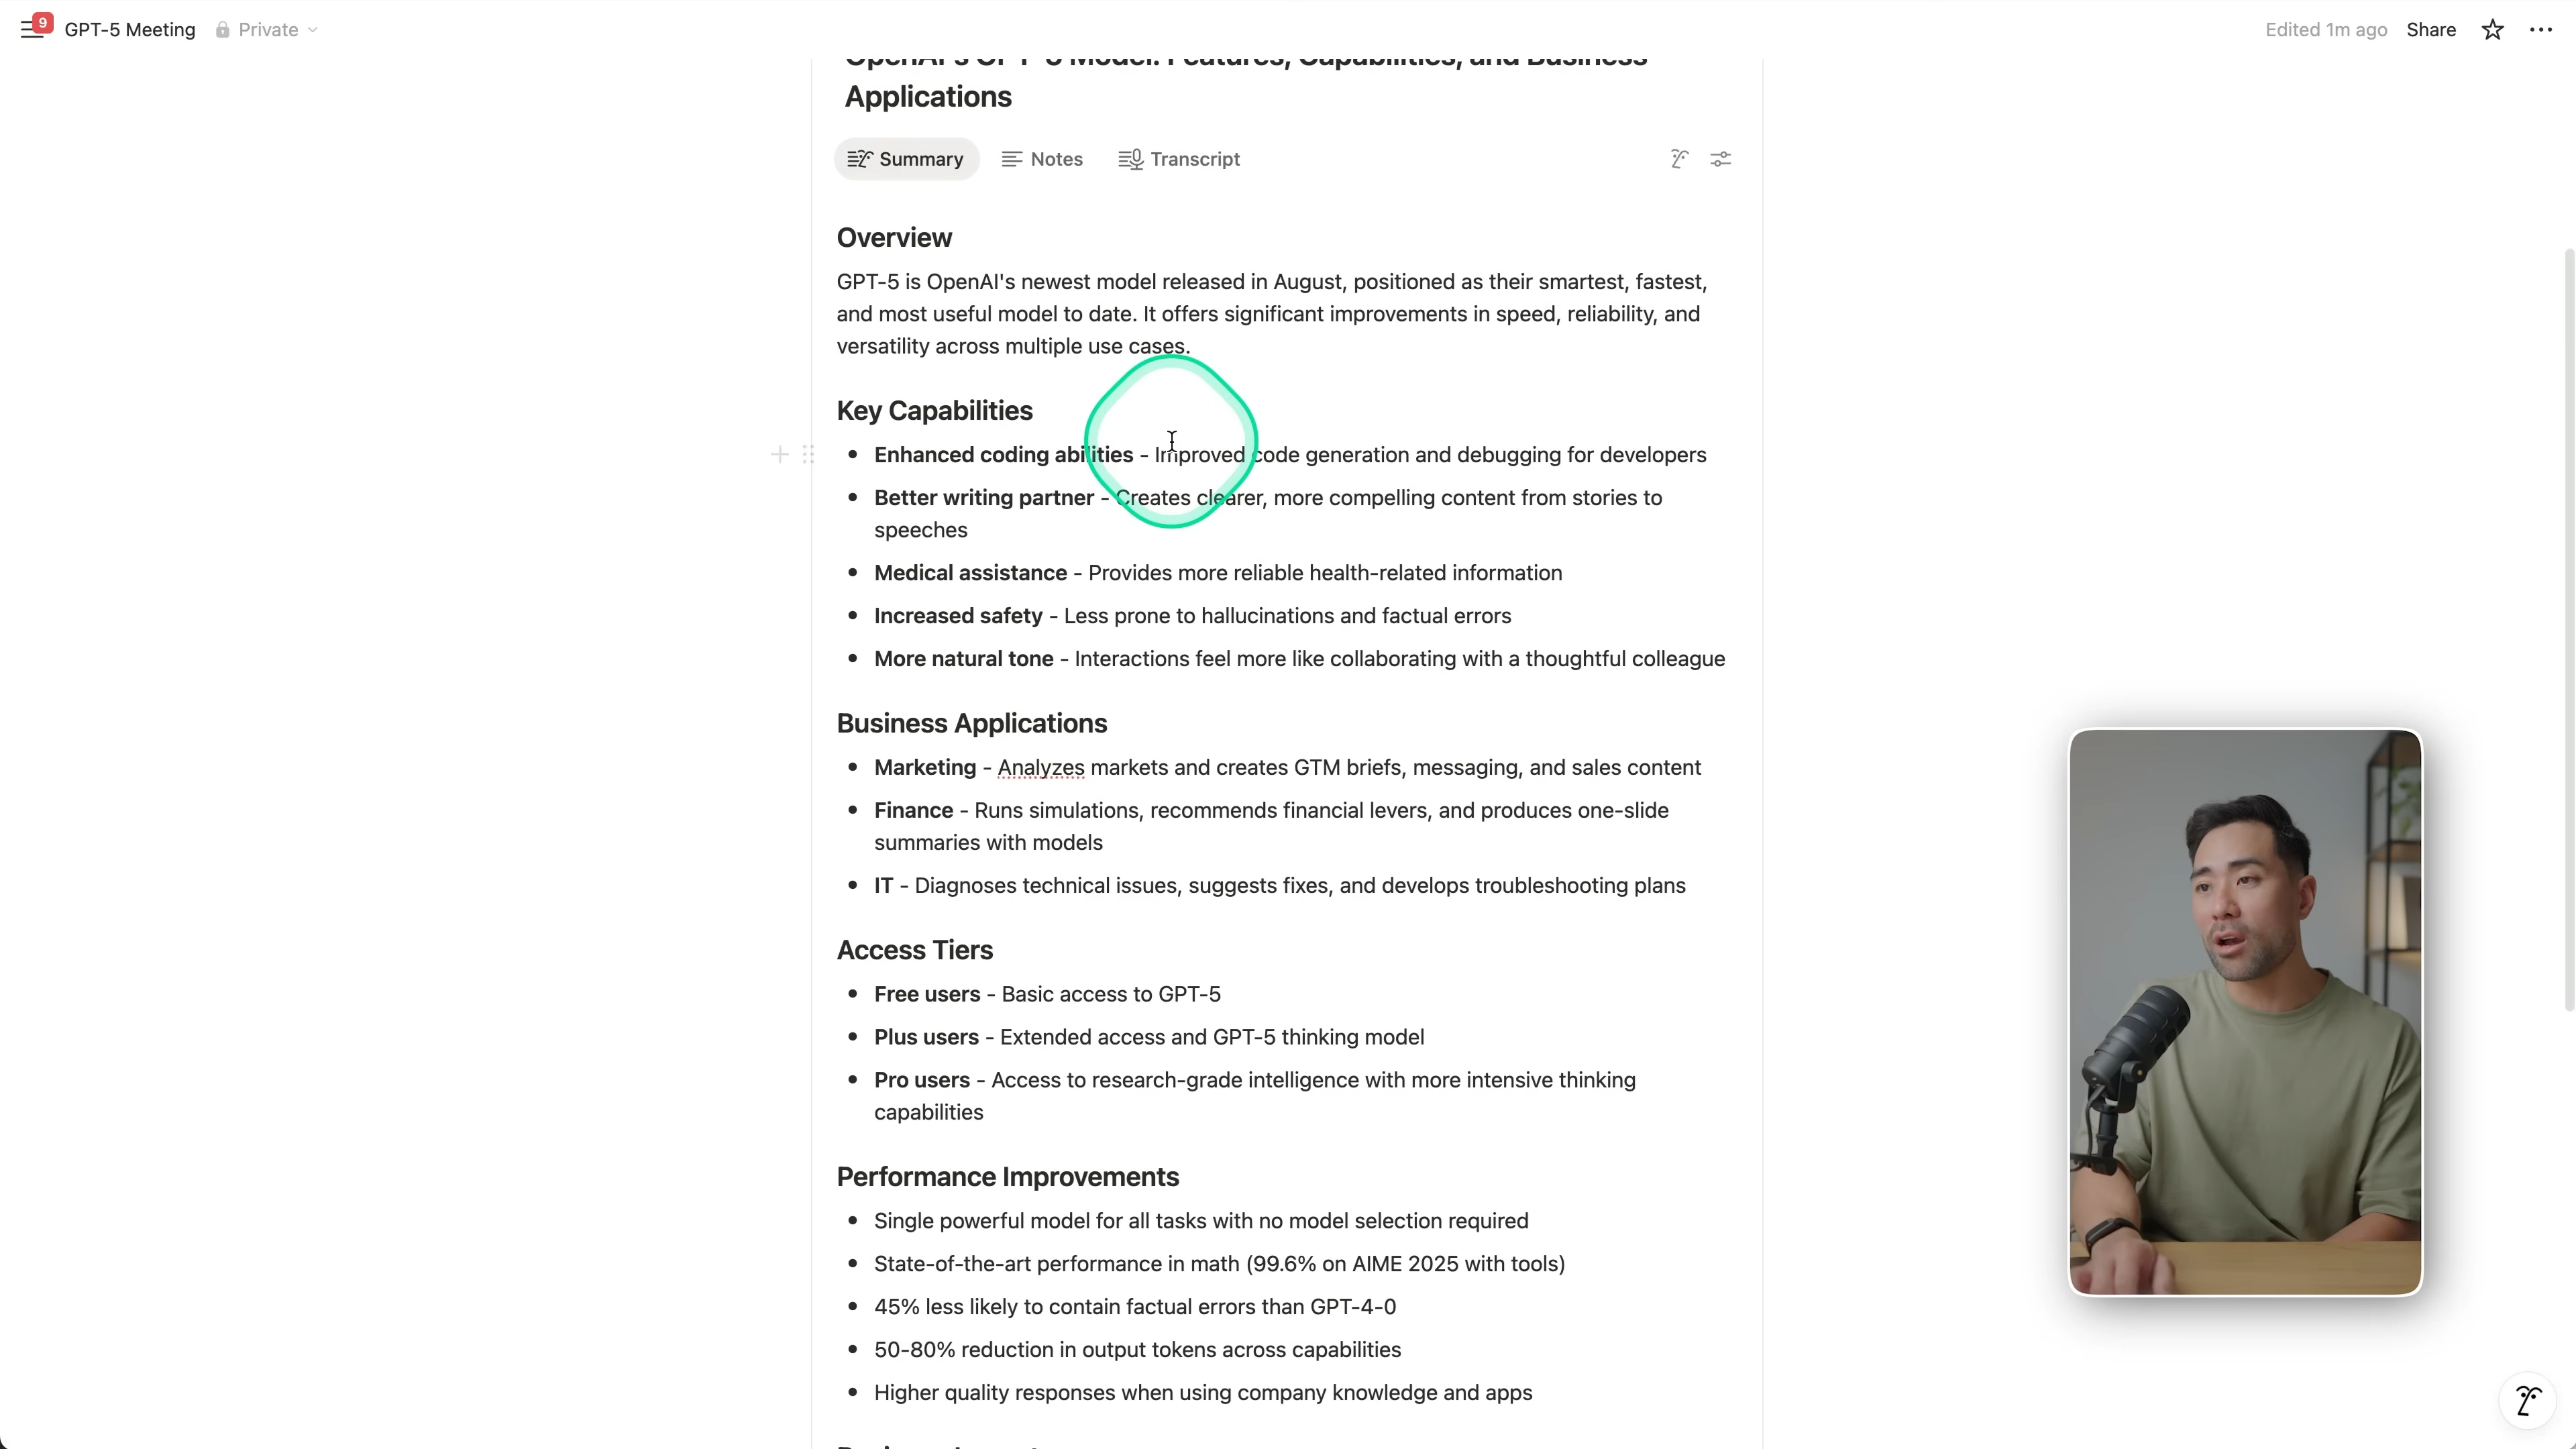 9
GPT-5 Meeting Private
Edited 1m ago Share
OpenAI's GPT-5 Model: Features, Capabilities, and Business
Applications
Summary Notes Transcript
Overview
GPT-5 is OpenAI's newest model released in August, positioned as their smartest, fastest,
and most useful model to date. It offers significant improvements in speed, reliability, and
versatility across multiple use cases.
Key Capabilities
• Enhanced coding abilities - Improved code generation and debugging for developers
• Better writing partner - Creates clearer, more compelling content from stories to
speeches
• Medical assistance - Provides more reliable health-related information
• Increased safety - Less prone to hallucinations and factual errors
• More natural tone - Interactions feel more like collaborating with a thoughtful colleague
Business Applications
• Marketing - Analyzes markets and creates GTM briefs, messaging, and sales content
• Finance - Runs simulations, recommends financial levers, and produces one-slide
summaries with models
• IT - Diagnoses technical issues, suggests fixes, and develops troubleshooting plans
Access Tiers
• Free users - Basic access to GPT-5
• Plus users - Extended access and GPT-5 thinking model
• Pro users - Access to research-grade intelligence with more intensive thinking
capabilities
Performance Improvements
• Single powerful model for all tasks with no model selection required
• State-of-the-art performance in math (99.6% on AIME 2025 with tools)
• 45% less likely to contain factual errors than GPT-4-0
• 50-80% reduction in output tokens across capabilities
• Higher quality responses when using company knowledge and apps